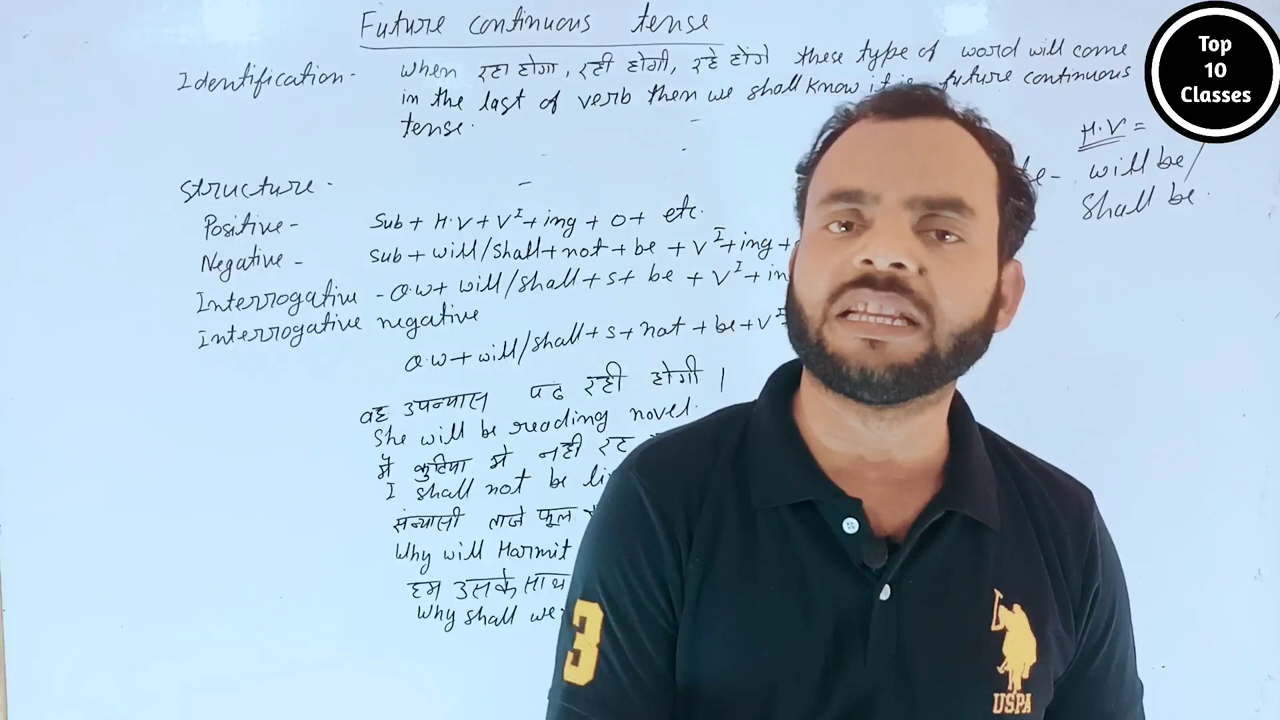 Future continuous tense
Top
10
Classes
Identification- when रहा होगा, रही होगी, रहे होंगे these type of word will come
in the last of verb then we shall know it is future continuous
tense.
H.V =
will be/
shall be.
Structure-
Positive- Sub + H.V + V^I + ing + O + etc.
Negative- Sub + will/shall + not + be + V^I + ing +
Interrogative - Q.W + will/shall + S + be + V^I +
Interrogative negative
Q.W + will/shall + S + not + be + V^I
वह उपन्यास पढ रही होगी।
She will be reading novel.
मैं कुटिया मे नही रह
I shall not be
संन्यासी ताजे फूल
Why will Harmit
हम उसके साथ
Why shall we
3
USPA